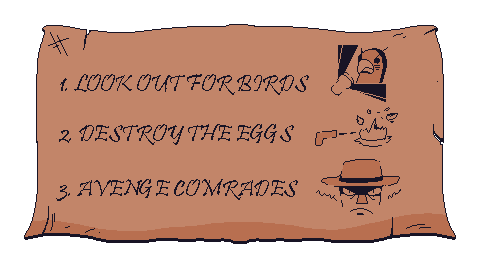 1. LOOK OUT FOR BIRDS
2. DESTROY THE EGGS
3. AVENGE COMRADES